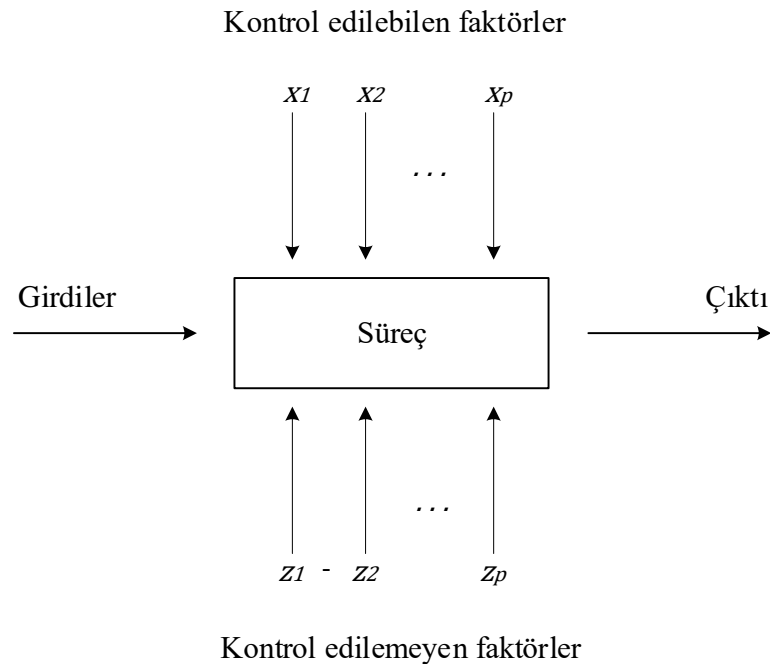 Kontrol edilebilen faktörler
x1 x2 xp
...
Girdiler Çıktı
Süreç
...
z1 - z2 zp
Kontrol edilemeyen faktörler